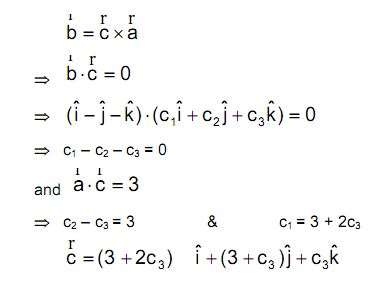 b⃗ = c⃗ × a⃗
⇒ b⃗ · c⃗ = 0
⇒ (î − ĵ − k̂) · (c₁î + c₂ĵ + c₃k̂) = 0
⇒ c₁ − c₂ − c₃ = 0
and a⃗ · c⃗ = 3
⇒ c₂ − c₃ = 3 & c₁ = 3 + 2c₃
c⃗ = (3 + 2c₃) î + (3 + c₃)ĵ + c₃k̂